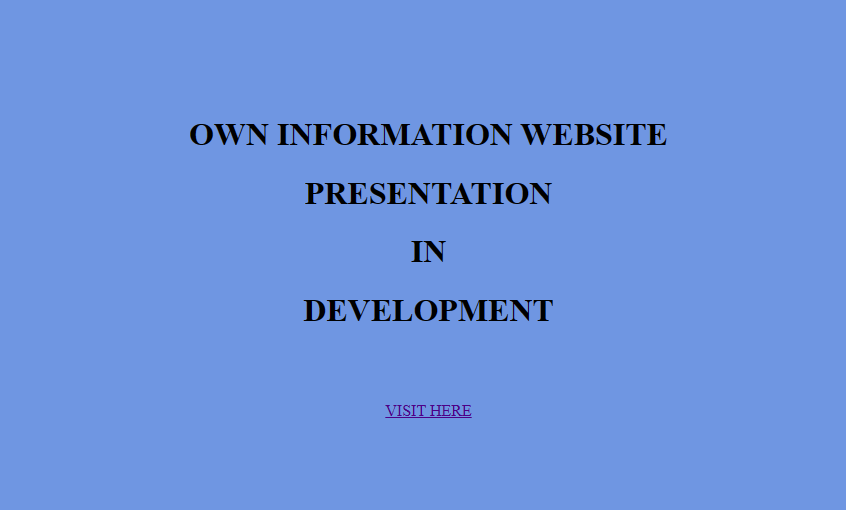 OWN INFORMATION WEBSITE
PRESENTATION
IN
DEVELOPMENT
VISIT HERE